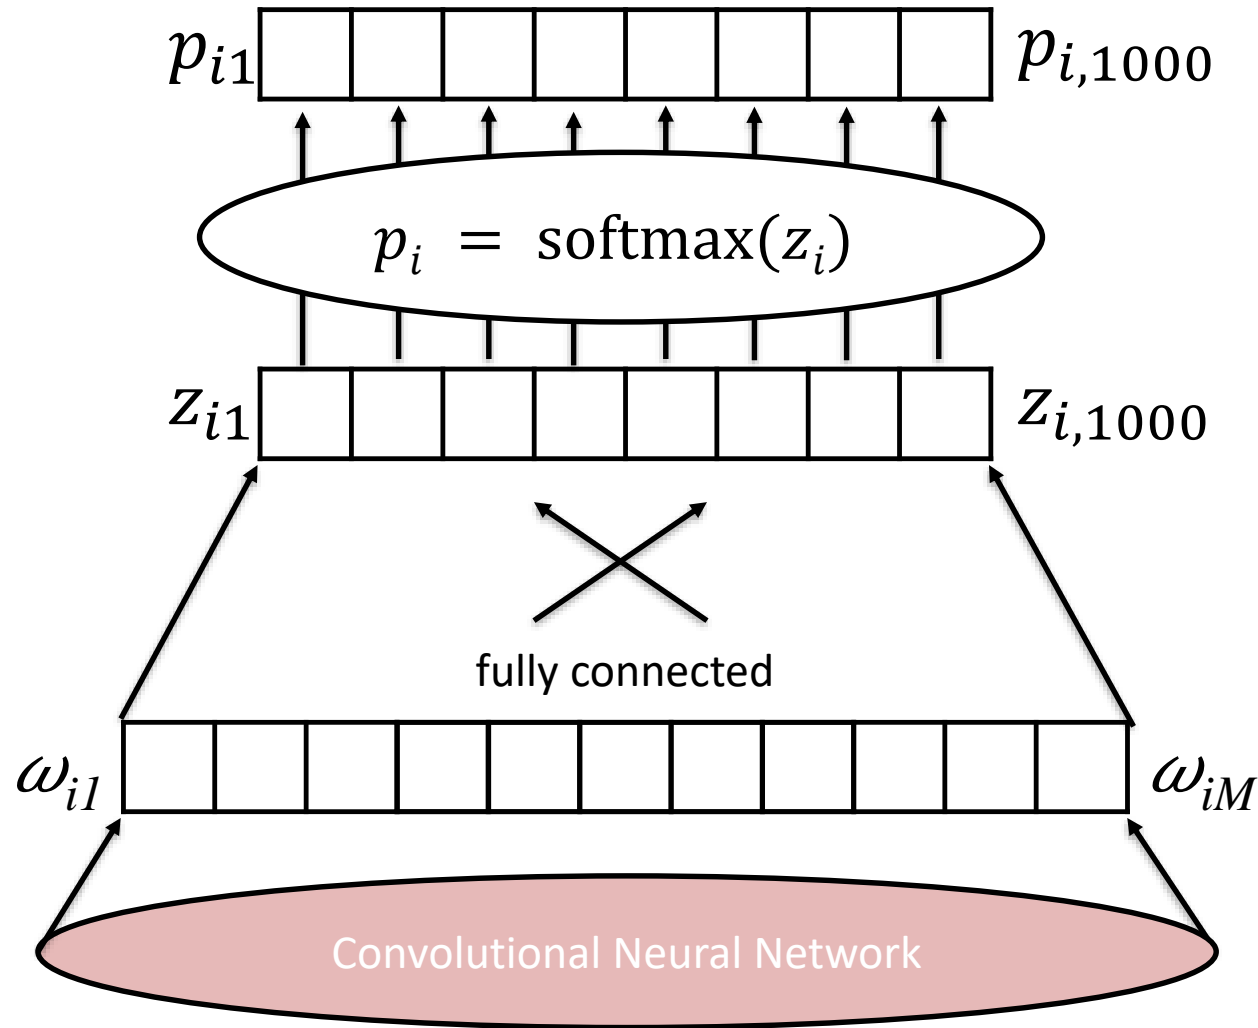 p_{i1} p_{i,1000}
p_i = softmax(z_i)
z_{i1} z_{i,1000}
fully connected
ω_{i1} ω_{iM}
Convolutional Neural Network